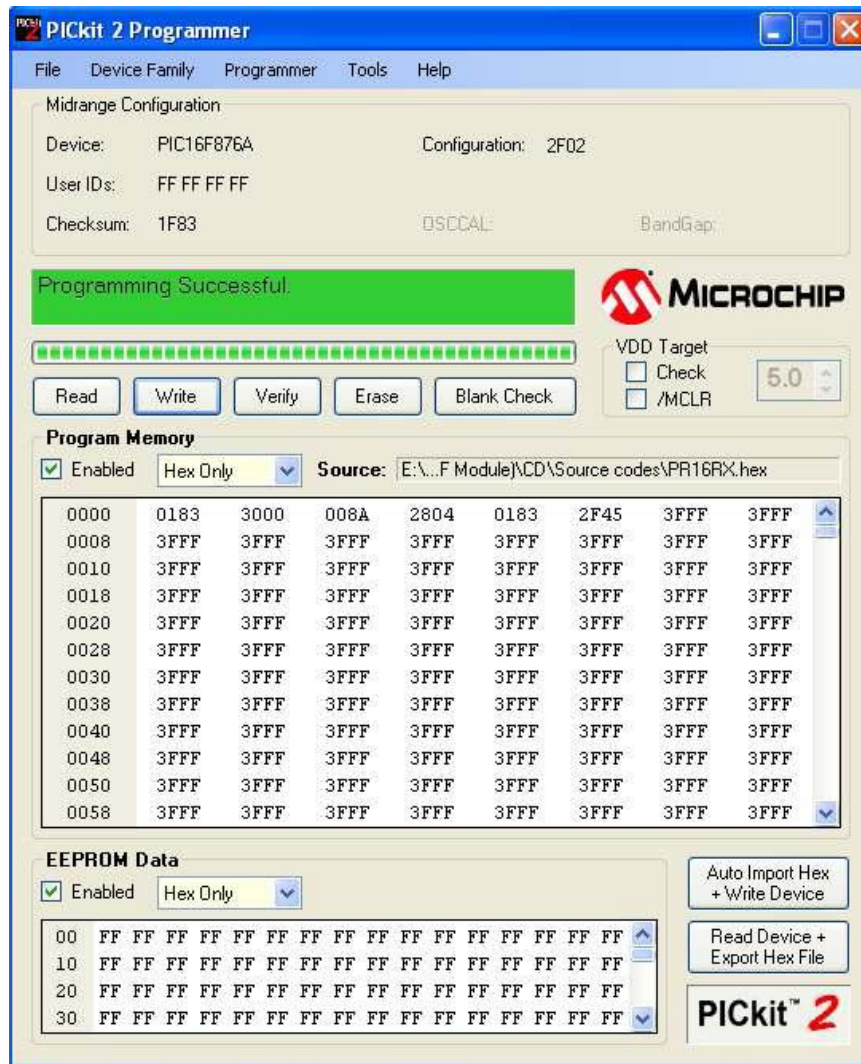 PICkit 2 Programmer
File Device Family Programmer Tools Help
Midrange Configuration
Device: PIC16F876A Configuration: 2F02
User IDs: FF FF FF FF
Checksum: 1F83 OSCCAL: BandGap:
Programming Successful.
MICROCHIP
VDD Target
Check
/MCLR
5.0
Read Write Verify Erase Blank Check
Program Memory
Enabled Hex Only Source: E:\...F Module)\CD\Source codes\PR16RX.hex
0000 0183 3000 008A 2804 0183 2F45 3FFF 3FFF
0008 3FFF 3FFF 3FFF 3FFF 3FFF 3FFF 3FFF 3FFF
0010 3FFF 3FFF 3FFF 3FFF 3FFF 3FFF 3FFF 3FFF
0018 3FFF 3FFF 3FFF 3FFF 3FFF 3FFF 3FFF 3FFF
0020 3FFF 3FFF 3FFF 3FFF 3FFF 3FFF 3FFF 3FFF
0028 3FFF 3FFF 3FFF 3FFF 3FFF 3FFF 3FFF 3FFF
0030 3FFF 3FFF 3FFF 3FFF 3FFF 3FFF 3FFF 3FFF
0038 3FFF 3FFF 3FFF 3FFF 3FFF 3FFF 3FFF 3FFF
0040 3FFF 3FFF 3FFF 3FFF 3FFF 3FFF 3FFF 3FFF
0048 3FFF 3FFF 3FFF 3FFF 3FFF 3FFF 3FFF 3FFF
0050 3FFF 3FFF 3FFF 3FFF 3FFF 3FFF 3FFF 3FFF
0058 3FFF 3FFF 3FFF 3FFF 3FFF 3FFF 3FFF 3FFF
EEPROM Data
Enabled Hex Only
00 FF FF FF FF FF FF FF FF FF FF FF FF FF FF FF FF
10 FF FF FF FF FF FF FF FF FF FF FF FF FF FF FF FF
20 FF FF FF FF FF FF FF FF FF FF FF FF FF FF FF FF
30 FF FF FF FF FF FF FF FF FF FF FF FF FF FF FF FF
Auto Import Hex
+ Write Device
Read Device +
Export Hex File
PICkit™ 2